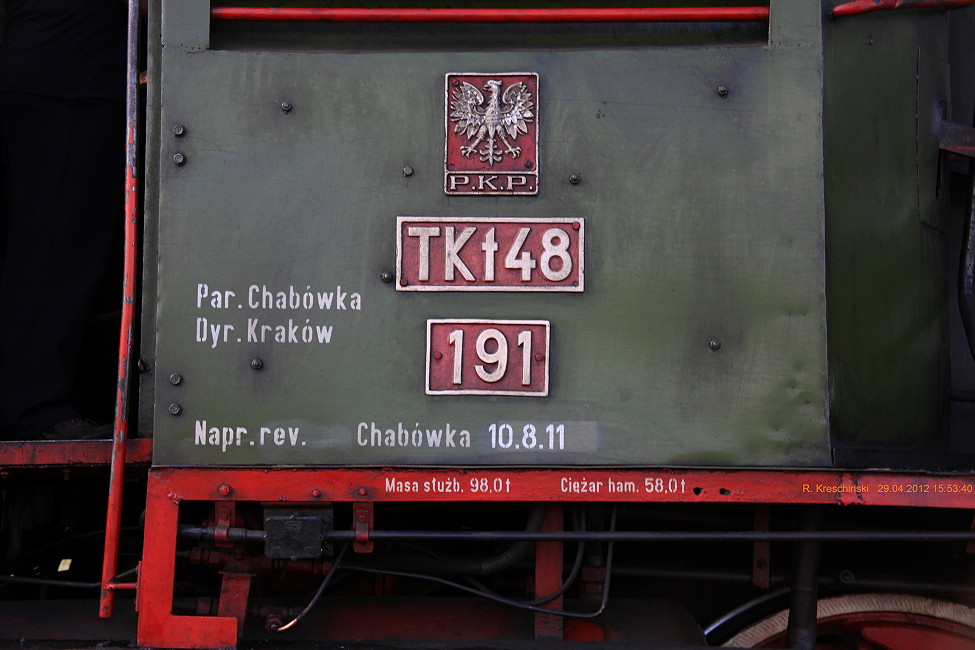 P.K.P.
TKt48
191
Par. Chabówka
Dyr. Kraków
Napr. rev. Chabówka 10.8.11
Masa służb. 98,0t Ciężar ham. 58,0t
R. Kreschinski 29.04.2012 15:53:40